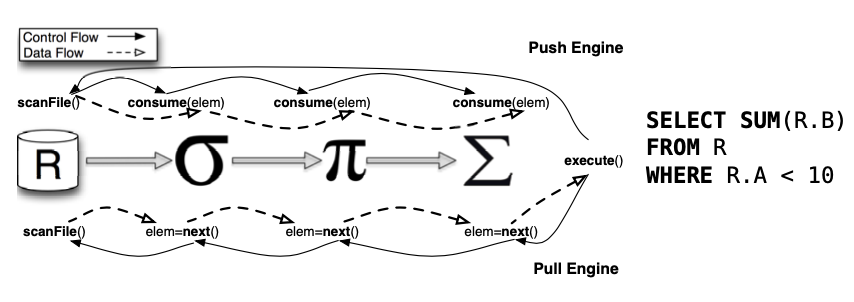 Control Flow
Data Flow
Push Engine
scanFile()
consume(elem)
consume(elem)
consume(elem)
R
σ
π
Σ
execute()
SELECT SUM(R.B)
FROM R
WHERE R.A < 10
scanFile()
elem=next()
elem=next()
elem=next()
Pull Engine